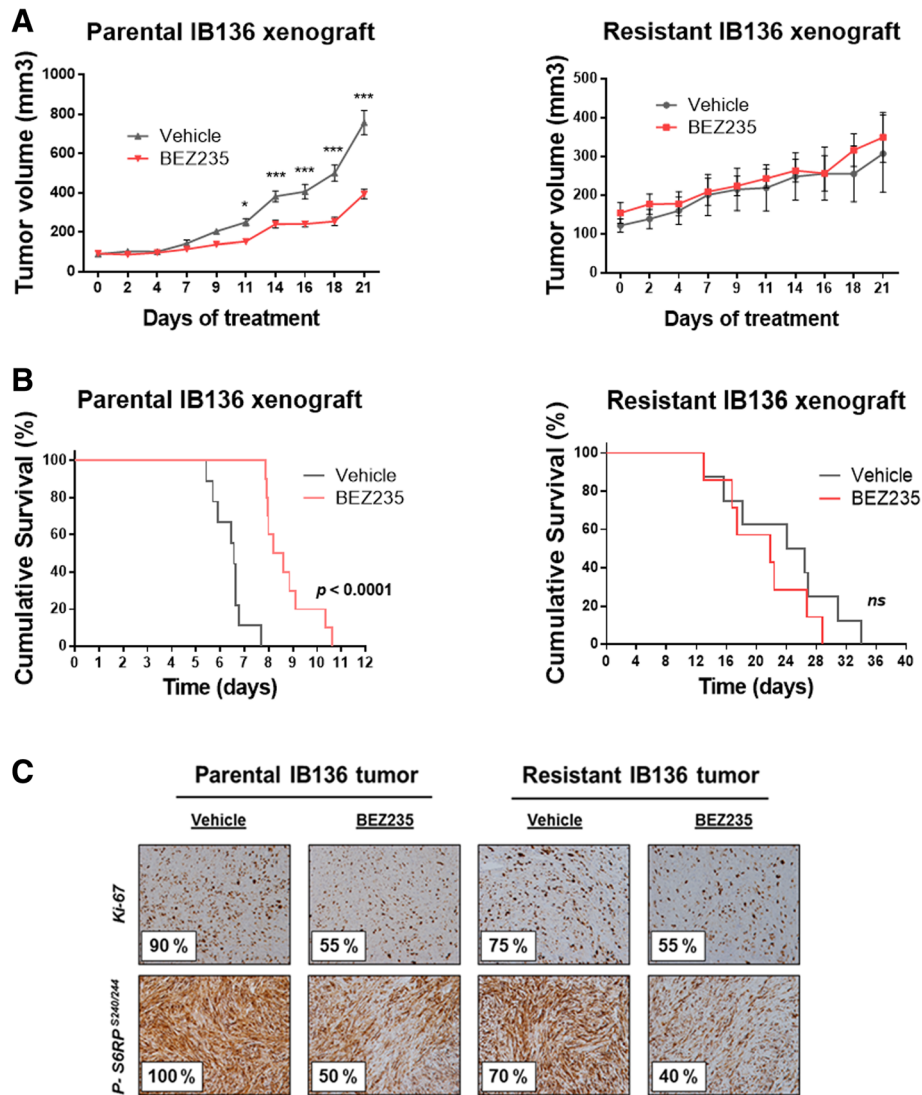 A
Parental IB136 xenograft
Resistant IB136 xenograft
Tumor volume (mm3)
1000
800
600
400
200
0
Vehicle
BEZ235
*
***
***
***
***
0 2 4 7 9 11 14 16 18 21
Days of treatment
Tumor volume (mm3)
500
400
300
200
100
0
Vehicle
BEZ235
0 2 4 7 9 11 14 16 18 21
Days of treatment
B
Parental IB136 xenograft
Resistant IB136 xenograft
Cumulative Survival (%)
100
80
60
40
20
0
Vehicle
BEZ235
p < 0.0001
0 1 2 3 4 5 6 7 8 9 10 11 12
Time (days)
Cumulative Survival (%)
100
80
60
40
20
0
Vehicle
BEZ235
ns
0 4 8 12 16 20 24 28 32 36 40
Time (days)
C
Parental IB136 tumor
Resistant IB136 tumor
Vehicle
BEZ235
Vehicle
BEZ235
Ki-67
90 %
55 %
75 %
55 %
P- S6RP S240/244
100 %
50 %
70 %
40 %